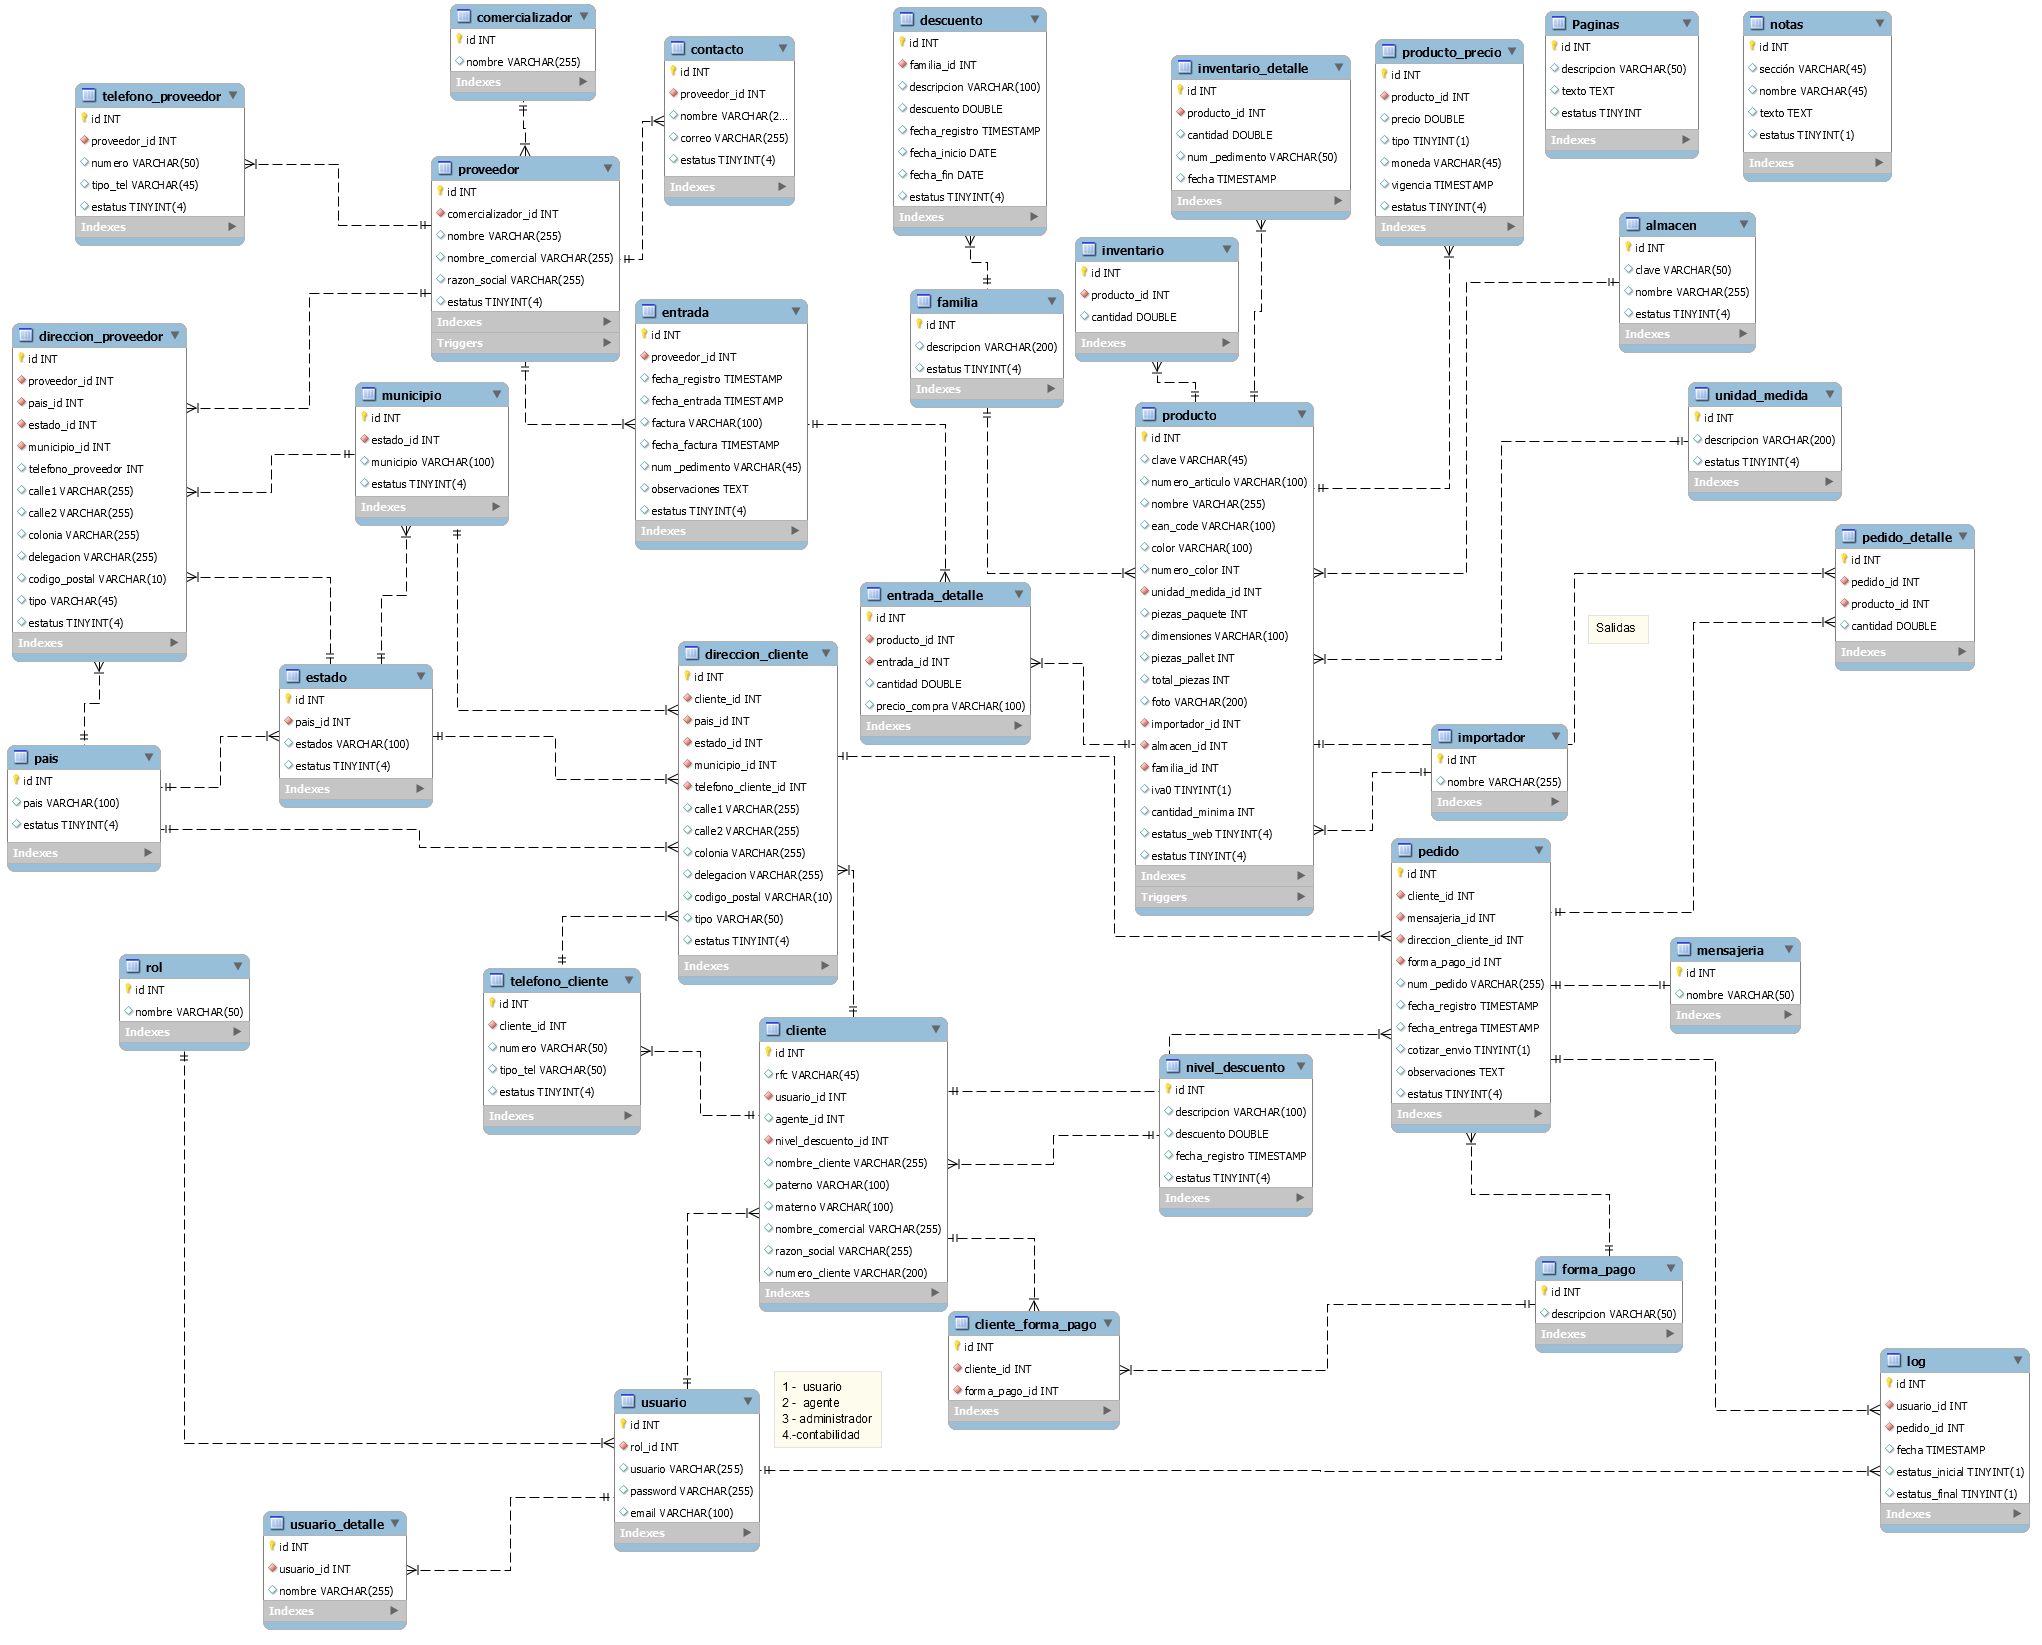 comercializador
id INT
nombre VARCHAR(255)
Indexes
contacto
id INT
proveedor_id INT
nombre VARCHAR(2...
correo VARCHAR(255)
estatus TINYINT(4)
Indexes
descuento
id INT
familia_id INT
descripcion VARCHAR(100)
descuento DOUBLE
fecha_registro TIMESTAMP
fecha_inicio DATE
fecha_fin DATE
estatus TINYINT(4)
Indexes
inventario_detalle
id INT
producto_id INT
cantidad DOUBLE
num_pedimento VARCHAR(50)
fecha TIMESTAMP
Indexes
producto_precio
id INT
producto_id INT
precio DOUBLE
tipo TINYINT(1)
moneda VARCHAR(45)
vigencia TIMESTAMP
estatus TINYINT(4)
Indexes
Paginas
id INT
descripcion VARCHAR(50)
texto TEXT
estatus TINYINT
Indexes
notas
id INT
sección VARCHAR(45)
nombre VARCHAR(45)
texto TEXT
estatus TINYINT(1)
Indexes
telefono_proveedor
id INT
proveedor_id INT
numero VARCHAR(50)
tipo_tel VARCHAR(45)
estatus TINYINT(4)
Indexes
proveedor
id INT
comercializador_id INT
nombre VARCHAR(255)
nombre_comercial VARCHAR(255)
razon_social VARCHAR(255)
estatus TINYINT(4)
Indexes
Triggers
inventario
id INT
producto_id INT
cantidad DOUBLE
Indexes
almacen
id INT
clave VARCHAR(50)
nombre VARCHAR(255)
estatus TINYINT(4)
Indexes
familia
id INT
descripcion VARCHAR(200)
estatus TINYINT(4)
Indexes
entrada
id INT
proveedor_id INT
fecha_registro TIMESTAMP
fecha_entrada TIMESTAMP
factura VARCHAR(100)
fecha_factura TIMESTAMP
num_pedimento VARCHAR(45)
observaciones TEXT
estatus TINYINT(4)
Indexes
direccion_proveedor
id INT
proveedor_id INT
pais_id INT
estado_id INT
municipio_id INT
telefono_proveedor INT
calle1 VARCHAR(255)
calle2 VARCHAR(255)
colonia VARCHAR(255)
delegacion VARCHAR(255)
codigo_postal VARCHAR(10)
tipo VARCHAR(45)
estatus TINYINT(4)
Indexes
municipio
id INT
estado_id INT
municipio VARCHAR(100)
estatus TINYINT(4)
Indexes
producto
id INT
clave VARCHAR(45)
numero_articulo VARCHAR(100)
nombre VARCHAR(255)
ean_code VARCHAR(100)
color VARCHAR(100)
numero_color INT
unidad_medida_id INT
piezas_paquete INT
dimensiones VARCHAR(100)
piezas_pallet INT
total_piezas INT
foto VARCHAR(200)
importador_id INT
almacen_id INT
familia_id INT
iva0 TINYINT(1)
cantidad_minima INT
estatus_web TINYINT(4)
estatus TINYINT(4)
Indexes
Triggers
unidad_medida
id INT
descripcion VARCHAR(200)
estatus TINYINT(4)
Indexes
pedido_detalle
id INT
pedido_id INT
producto_id INT
cantidad DOUBLE
Indexes
Salidas
entrada_detalle
id INT
producto_id INT
entrada_id INT
cantidad DOUBLE
precio_compra VARCHAR(100)
Indexes
direccion_cliente
id INT
cliente_id INT
pais_id INT
estado_id INT
municipio_id INT
telefono_cliente_id INT
calle1 VARCHAR(255)
calle2 VARCHAR(255)
colonia VARCHAR(255)
delegacion VARCHAR(255)
codigo_postal VARCHAR(10)
tipo VARCHAR(50)
estatus TINYINT(4)
Indexes
estado
id INT
pais_id INT
estados VARCHAR(100)
estatus TINYINT(4)
Indexes
pais
id INT
pais VARCHAR(100)
estatus TINYINT(4)
Indexes
importador
id INT
nombre VARCHAR(255)
Indexes
pedido
id INT
cliente_id INT
mensajeria_id INT
direccion_cliente_id INT
forma_pago_id INT
num_pedido VARCHAR(255)
fecha_registro TIMESTAMP
fecha_entrega TIMESTAMP
cotizar_envio TINYINT(1)
observaciones TEXT
estatus TINYINT(4)
Indexes
mensajeria
id INT
nombre VARCHAR(50)
Indexes
rol
id INT
nombre VARCHAR(50)
Indexes
telefono_cliente
id INT
cliente_id INT
numero VARCHAR(50)
tipo_tel VARCHAR(50)
estatus TINYINT(4)
Indexes
cliente
id INT
rfc VARCHAR(45)
usuario_id INT
agente_id INT
nivel_descuento_id INT
nombre_cliente VARCHAR(255)
paterno VARCHAR(100)
materno VARCHAR(100)
nombre_comercial VARCHAR(255)
razon_social VARCHAR(255)
numero_cliente VARCHAR(200)
Indexes
nivel_descuento
id INT
descripcion VARCHAR(100)
descuento DOUBLE
fecha_registro TIMESTAMP
estatus TINYINT(4)
Indexes
forma_pago
id INT
descripcion VARCHAR(50)
Indexes
cliente_forma_pago
id INT
cliente_id INT
forma_pago_id INT
Indexes
log
id INT
usuario_id INT
pedido_id INT
fecha TIMESTAMP
estatus_inicial TINYINT(1)
estatus_final TINYINT(1)
Indexes
1 - usuario
2 - agente
3 - administrador
4.-contabilidad
usuario
id INT
rol_id INT
usuario VARCHAR(255)
password VARCHAR(255)
email VARCHAR(100)
Indexes
usuario_detalle
id INT
usuario_id INT
nombre VARCHAR(255)
Indexes